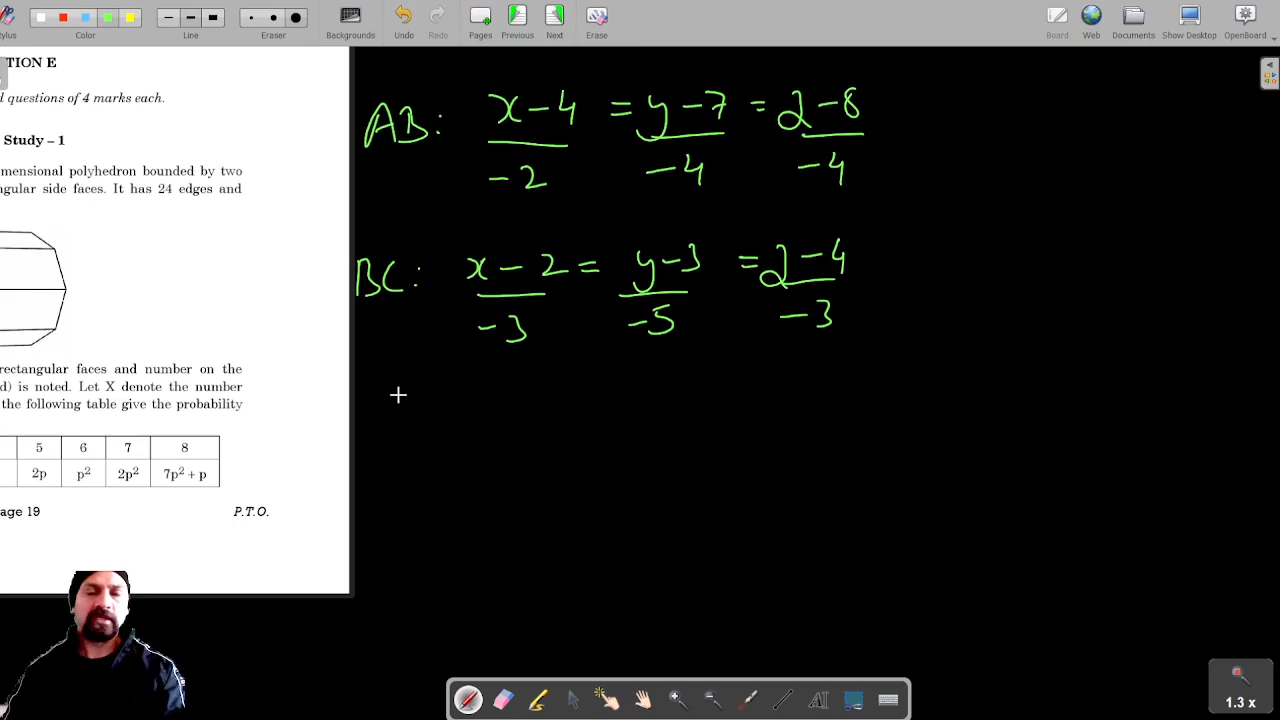 Stylus
Color
Line
Eraser
Backgrounds
Undo
Redo
Pages
Previous
Next
Erase
Board
Web
Documents
Show Desktop
OpenBoard
TION E
questions of 4 marks each.
Study – 1
mensional polyhedron bounded by two
ngular side faces. It has 24 edges and
rectangular faces and number on the
d) is noted. Let X denote the number
the following table give the probability
5 6 7 8
2p p² 2p² 7p² + p
age 19 P.T.O.
AB: x-4/-2 = y-7/-4 = z-8/-4
BC: x-2/-3 = y-3/-5 = z-4/-3
1.3 x